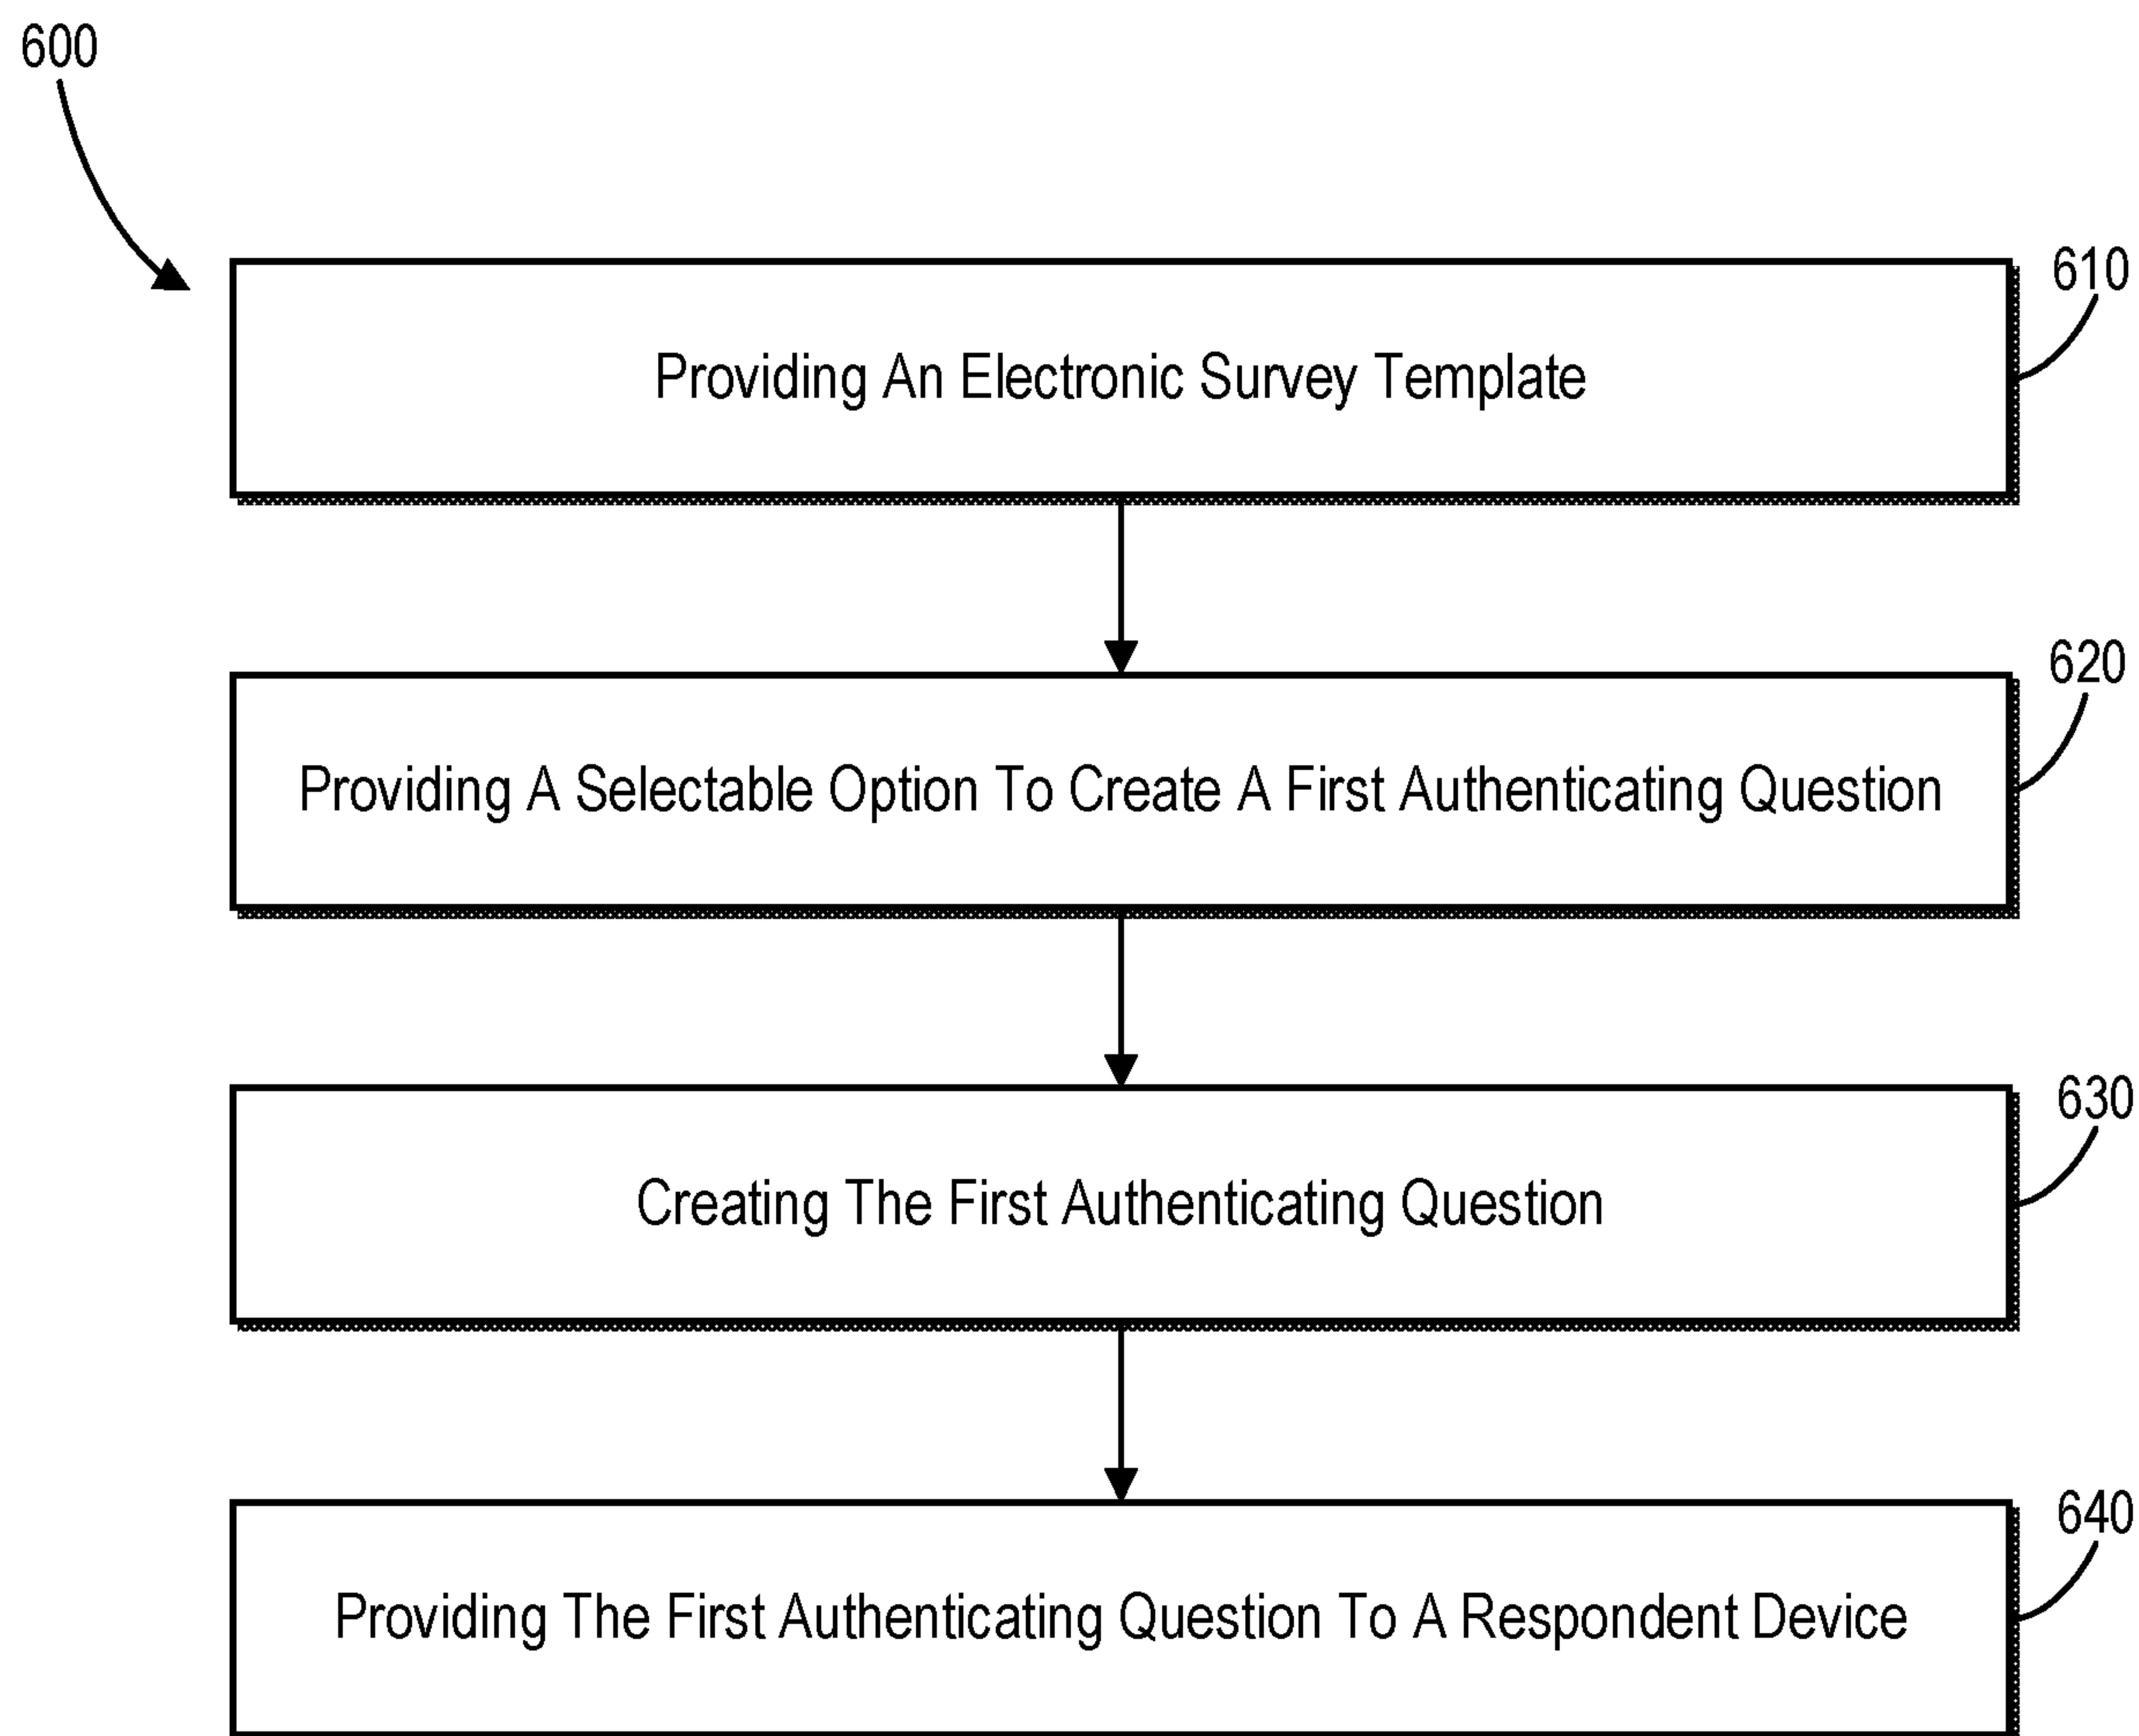 600
610
Providing An Electronic Survey Template
620
Providing A Selectable Option To Create A First Authenticating Question
630
Creating The First Authenticating Question
640
Providing The First Authenticating Question To A Respondent Device